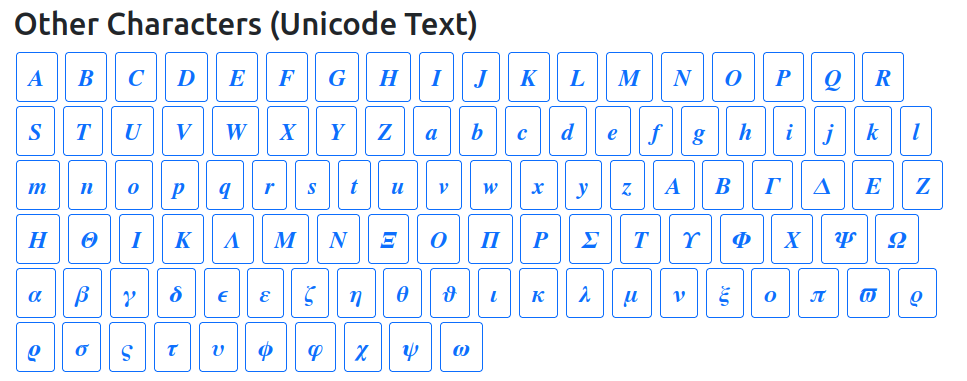 Other Characters (Unicode Text)
A B C D E F G H I J K L M N O P Q R
S T U V W X Y Z a b c d e f g h i j k l
m n o p q r s t u v w x y z Α Β Γ Δ Ε Ζ
Η Θ Ι Κ Λ Μ Ν Ξ Ο Π Ρ Σ Τ ϒ Φ Χ Ψ Ω
α β γ δ ϵ ε ζ η θ ϑ ι κ λ μ ν ξ ο π ϖ ρ
ϱ σ ς τ υ ϕ φ χ ψ ω